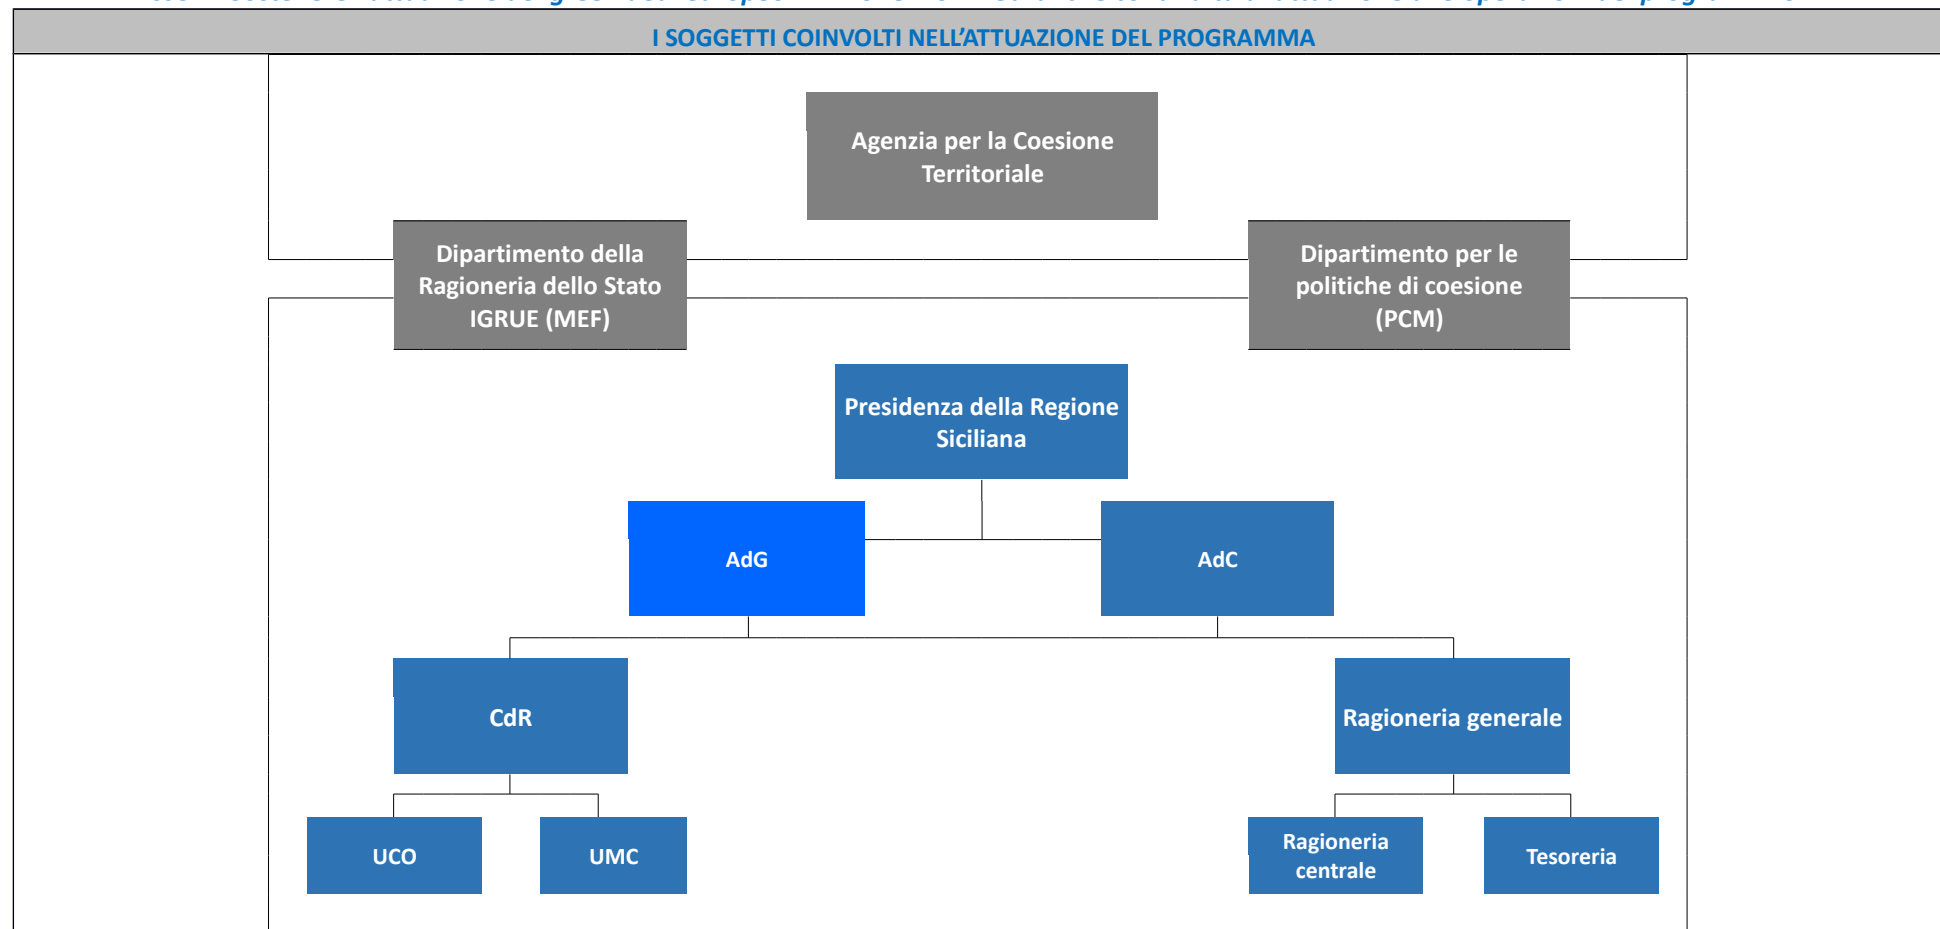 I SOGGETTI COINVOLTI NELL'ATTUAZIONE DEL PROGRAMMA
Agenzia per la Coesione
Territoriale
Dipartimento della
Ragioneria dello Stato
IGRUE (MEF)
Dipartimento per le
politiche di coesione
(PCM)
Presidenza della Regione
Siciliana
AdG
AdC
CdR
Ragioneria generale
UCO
UMC
Ragioneria
centrale
Tesoreria